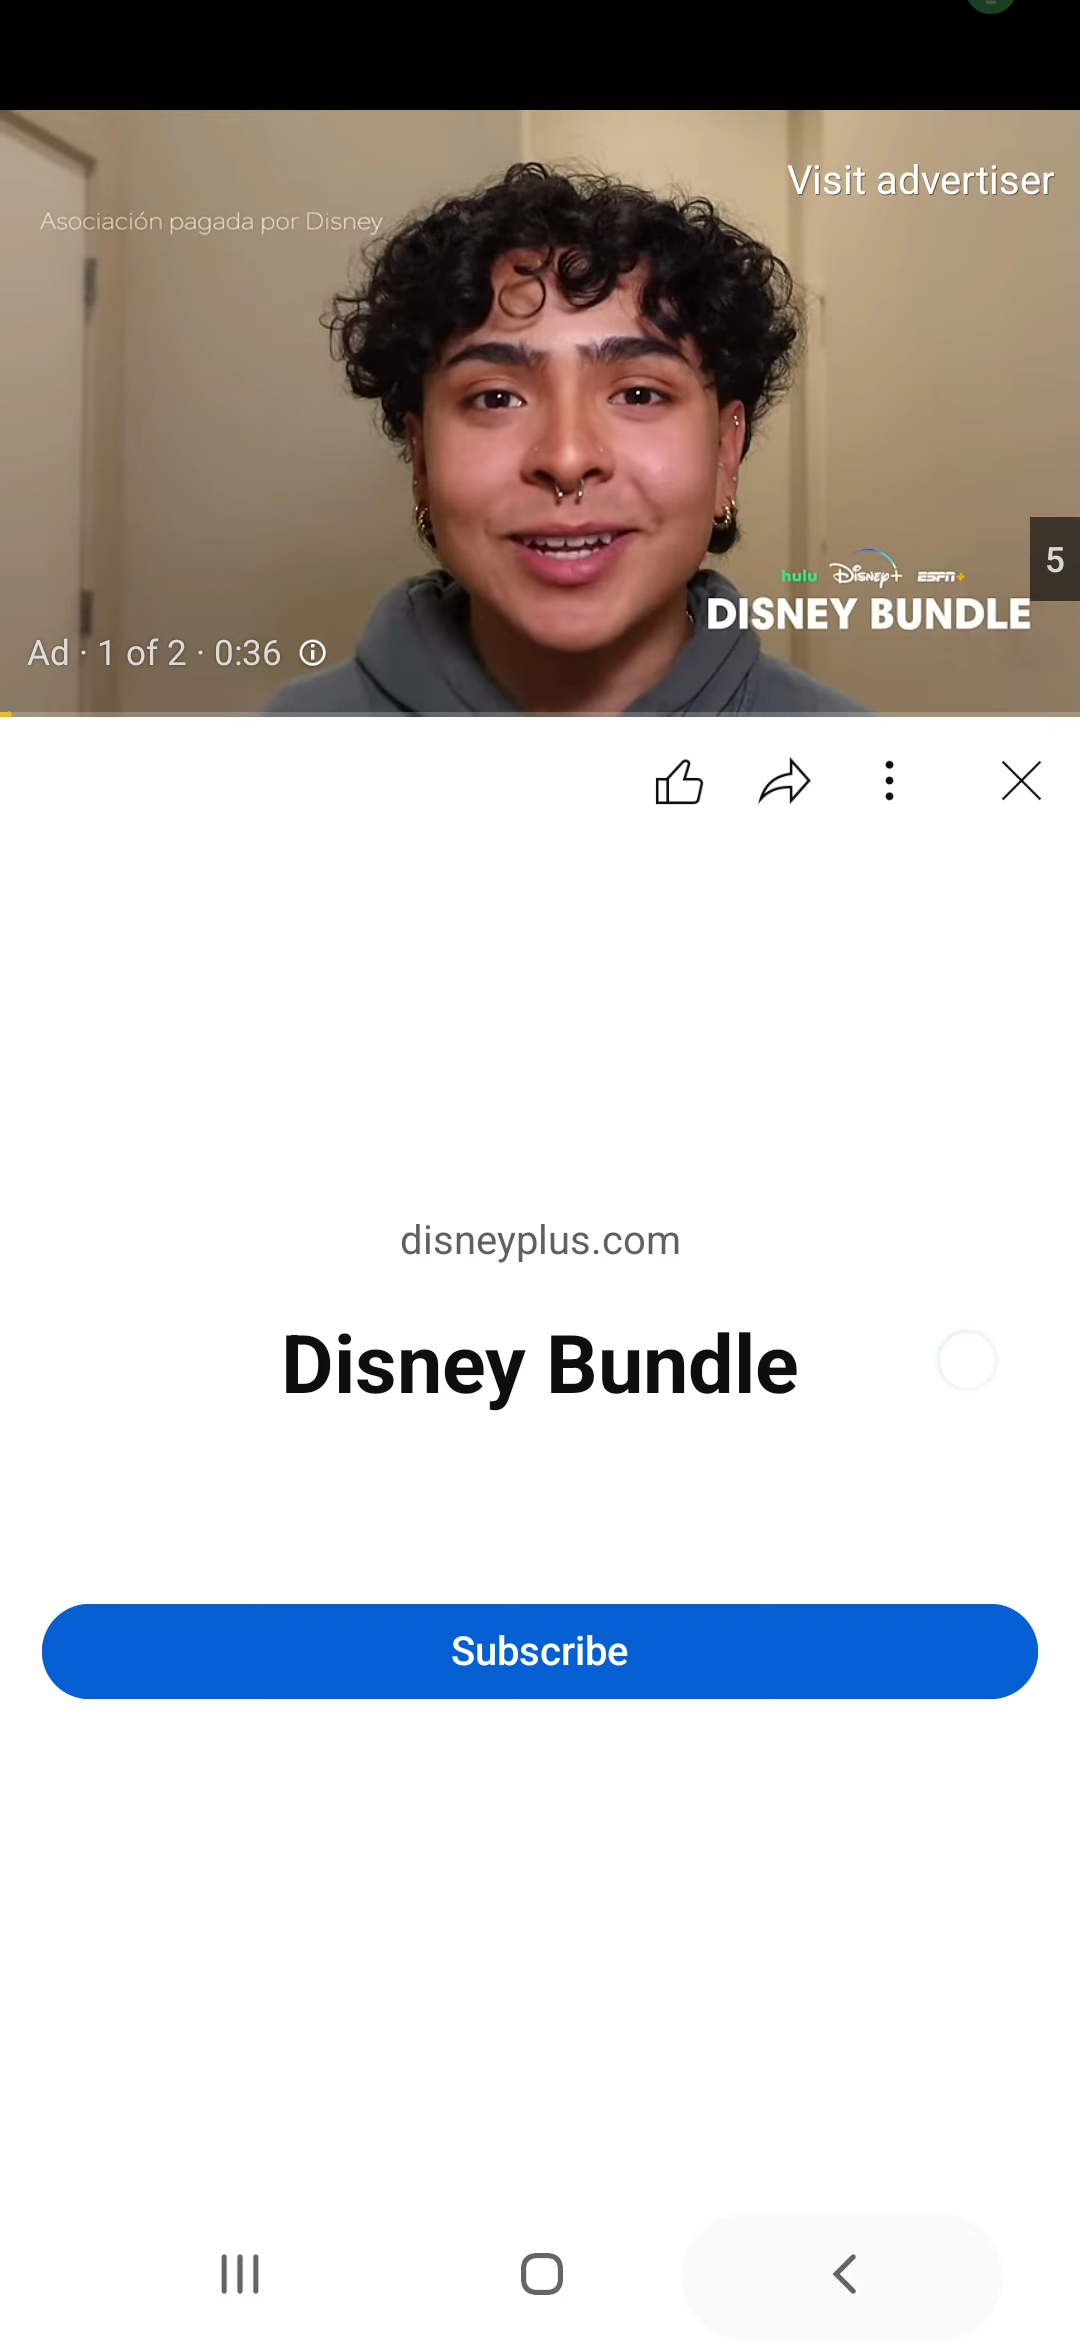 Visit advertiser
Asociación pagada por Disney
5
hulu Disney+ ESPN+
DISNEY BUNDLE
Ad · 1 of 2 · 0:36
disneyplus.com
Disney Bundle
Subscribe